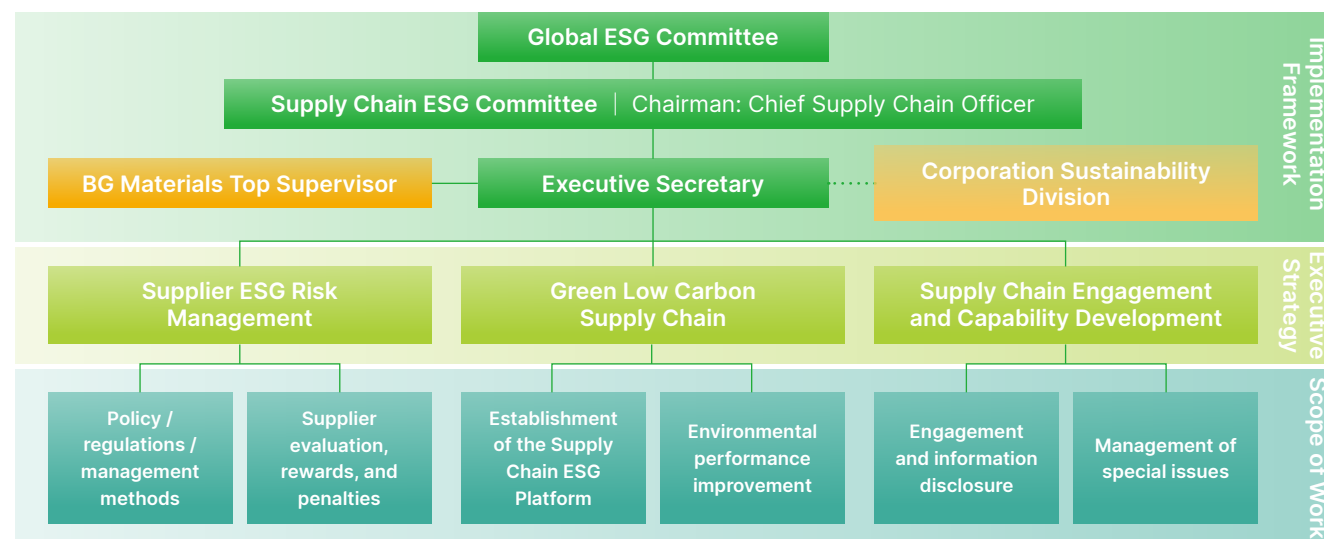 Global ESG Committee
Supply Chain ESG Committee | Chairman: Chief Supply Chain Officer
BG Materials Top Supervisor
Executive Secretary
Corporation Sustainability
Division
Implementation
Framework
Supplier ESG Risk
Management
Green Low Carbon
Supply Chain
Supply Chain Engagement
and Capability Development
Executive
Strategy
Policy /
regulations /
management
methods
Supplier
evaluation,
rewards, and
penalties
Establishment
of the Supply
Chain ESG
Platform
Environmental
performance
improvement
Engagement
and information
disclosure
Management of
special issues
Scope of Work